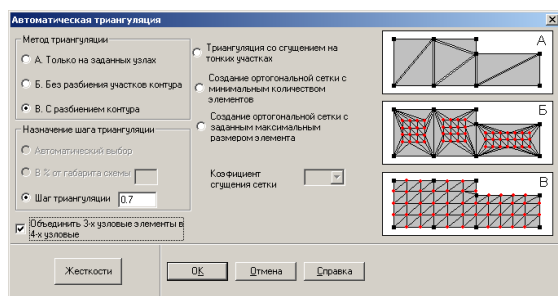 Автоматическая триангуляция
Метод триангуляции
А. Только на заданных узлах
Б. Без разбиения участков контура
В. С разбиением контура
Назначение шага триангуляции
Автоматический выбор
В % от габарита схемы
Шаг триангуляции 0.7
Объединить 3-х узловые элементы в
4-х узловые
Триангуляция со сгущением на
тонких участках
Создание ортогональной сетки с
минимальным количеством
элементов
Создание ортогональной сетки с
заданным максимальным
размером элемента
Коэфициент
сгущения сетки
А
Б
В
Жесткости
OK
Отмена
Справка